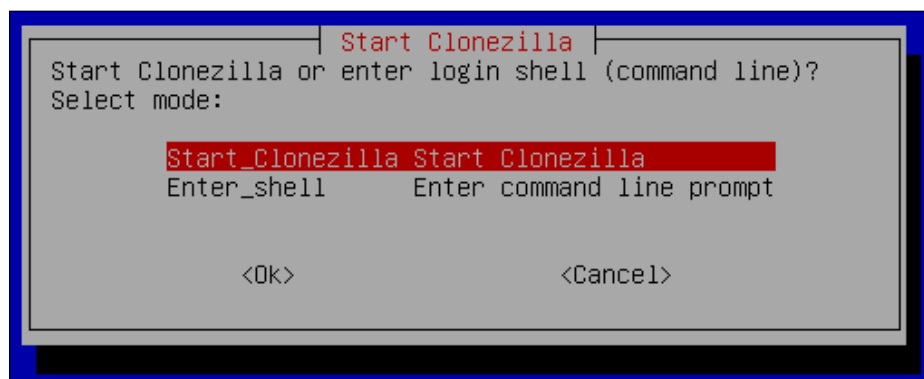 Start Clonezilla
Start Clonezilla or enter login shell (command line)?
Select mode:
Start_Clonezilla Start Clonezilla
Enter_shell Enter command line prompt
<Ok> <Cancel>